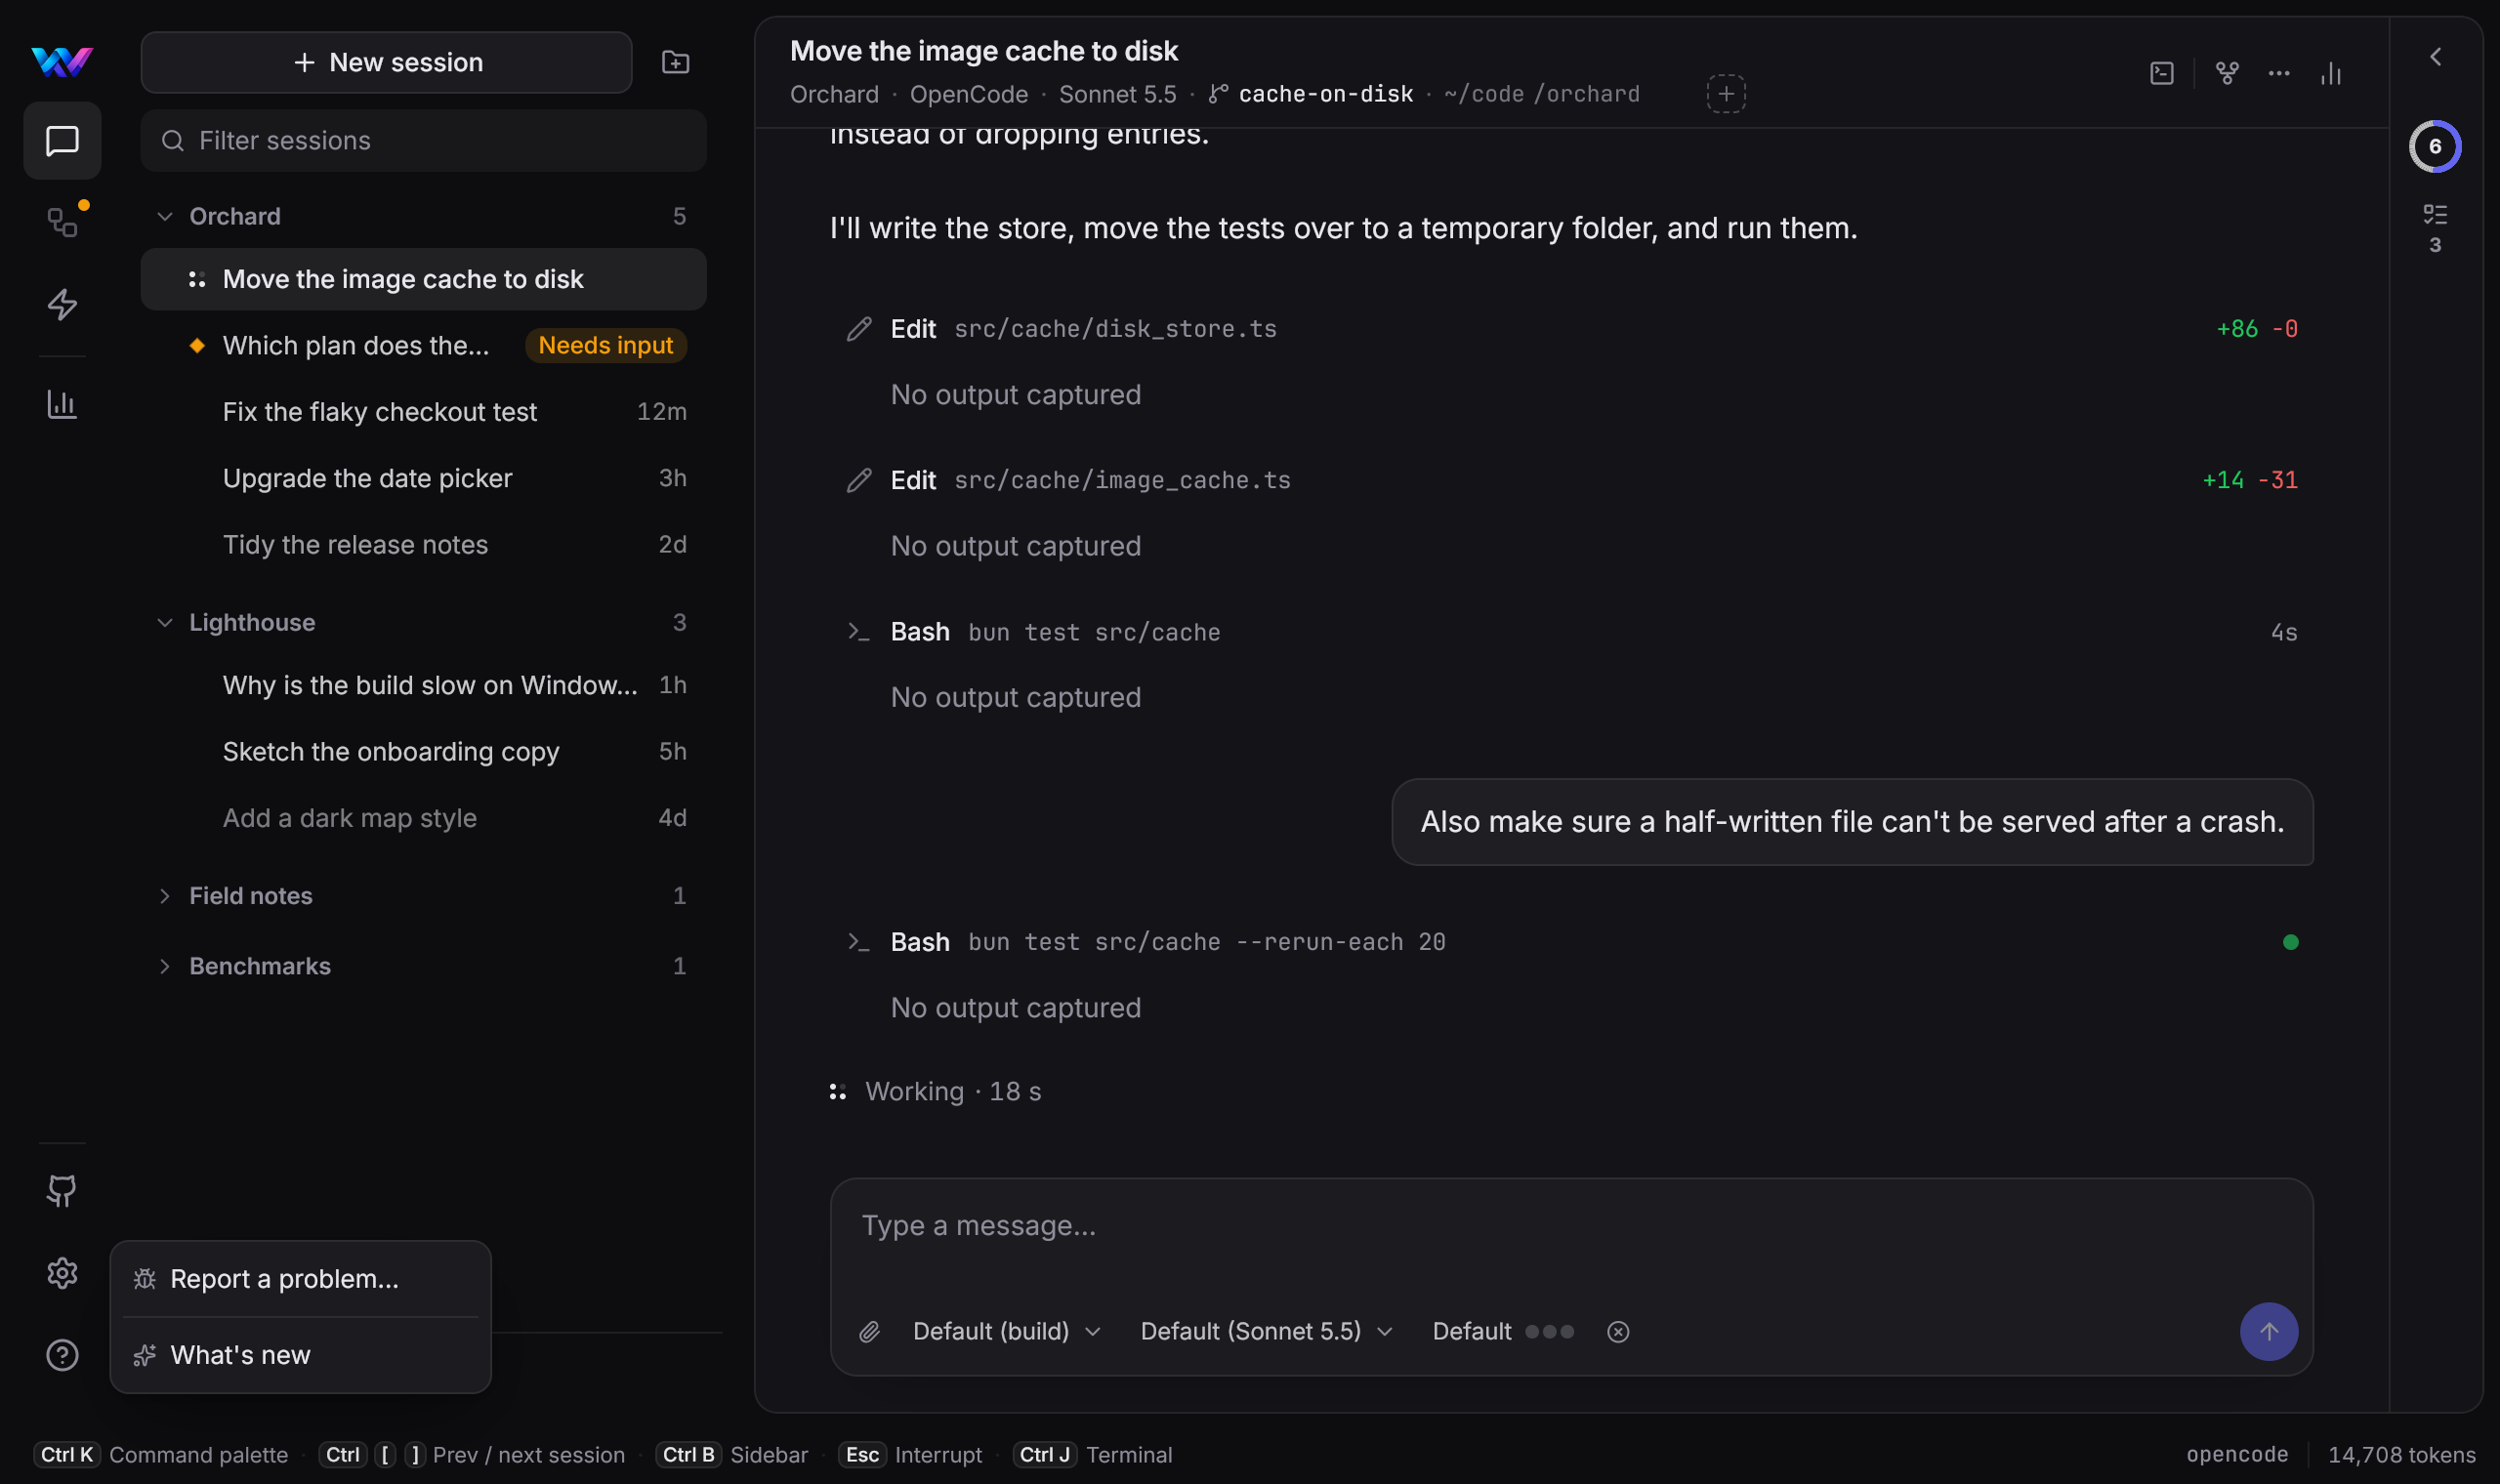 New session
Filter sessions
Orchard 5
Move the image cache to disk
Which plan does the... Needs input
Fix the flaky checkout test 12m
Upgrade the date picker 3h
Tidy the release notes 2d
Lighthouse 3
Why is the build slow on Window... 1h
Sketch the onboarding copy 5h
Add a dark map style 4d
Field notes 1
Benchmarks 1
Report a problem...
What's new
Move the image cache to disk
Orchard · OpenCode · Sonnet 5.5 · cache-on-disk · ~/code /orchard
instead of dropping entries.
I'll write the store, move the tests over to a temporary folder, and run them.
Edit src/cache/disk_store.ts +86 -0
No output captured
Edit src/cache/image_cache.ts +14 -31
No output captured
Bash bun test src/cache 4s
No output captured
Also make sure a half-written file can't be served after a crash.
Bash bun test src/cache --rerun-each 20
No output captured
Working · 18 s
Type a message...
Default (build) Default (Sonnet 5.5) Default
6
3
Ctrl K Command palette · Ctrl [ ] Prev / next session · Ctrl B Sidebar · Esc Interrupt · Ctrl J Terminal
opencode 14,708 tokens